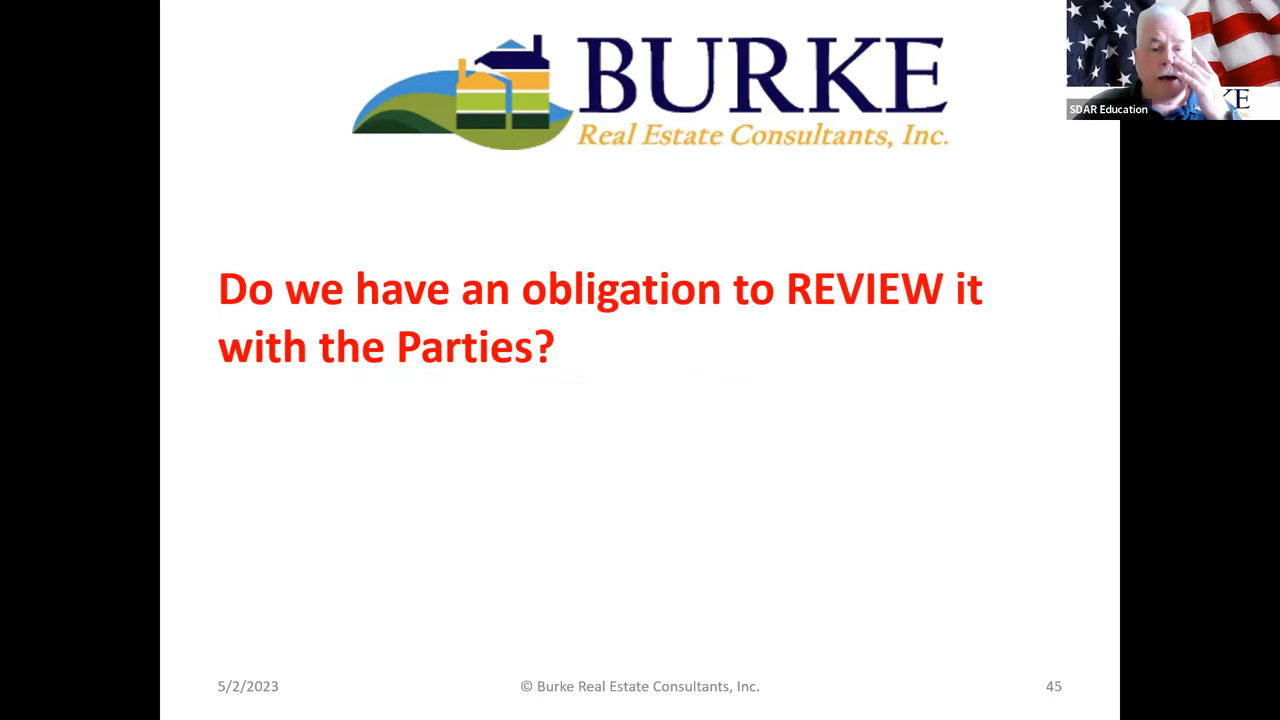 BURKE
Real Estate Consultants, Inc.
SDAR Education
KE
Do we have an obligation to REVIEW it
with the Parties?
5/2/2023
© Burke Real Estate Consultants, Inc.
45